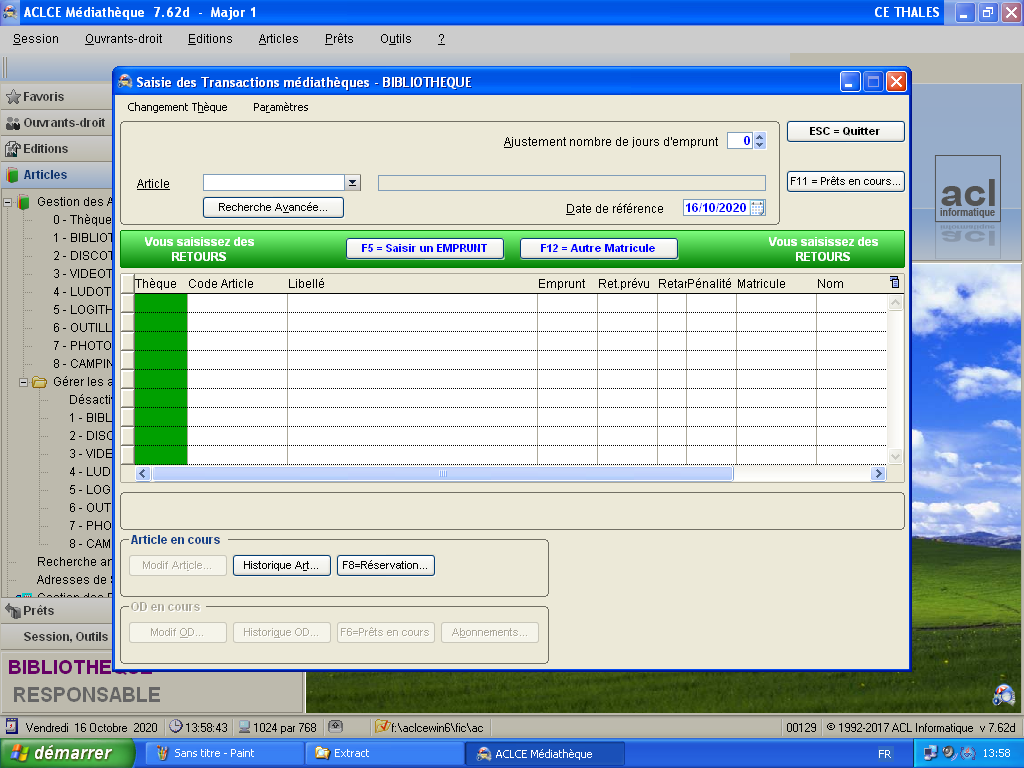 ACLCE Médiathèque 7.62d - Major 1
CE THALES
Session Ouvrants-droit Editions Articles Prêts Outils ?
Favoris
Ouvrants-droit
Editions
Articles
Gestion des A
0 - Thèque
1 - BIBLIOT
2 - DISCOT
3 - VIDEOT
4 - LUDOT
5 - LOGITH
6 - OUTILL
7 - PHOTO
8 - CAMPIN
Gérer les a
Désactiv
1 - BIBL
2 - DISC
3 - VIDE
4 - LUD
5 - LOG
6 - OUT
7 - PHO
8 - CAM
Recherche ar
Adresses de S
Gestion des
Prêts
Session, Outils
BIBLIOTHEQUE
RESPONSABLE
Saisie des Transactions médiathèques - BIBLIOTHEQUE
Changement Thèque Paramètres
Ajustement nombre de jours d'emprunt 0
ESC = Quitter
Article
F11 = Prêts en cours...
Recherche Avancée...
Date de référence 16/10/2020
Vous saisissez des RETOURS
F5 = Saisir un EMPRUNT
F12 = Autre Matricule
Vous saisissez des RETOURS
Thèque Code Article Libellé Emprunt Ret.prévu Retar Pénalité Matricule Nom
Article en cours
Modif Article... Historique Art... F8=Réservation...
OD en cours
Modif OD... Historique OD... F6=Prêts en cours Abonnements...
acl
informatique
acl
Vendredi 16 Octobre 2020 13:58:43 1024 par 768 f:\aclcewin6\fic\ac 00129 © 1992-2017 ACL Informatique v 7.62d
démarrer Sans titre - Paint Extract ACLCE Médiathèque FR 13:58